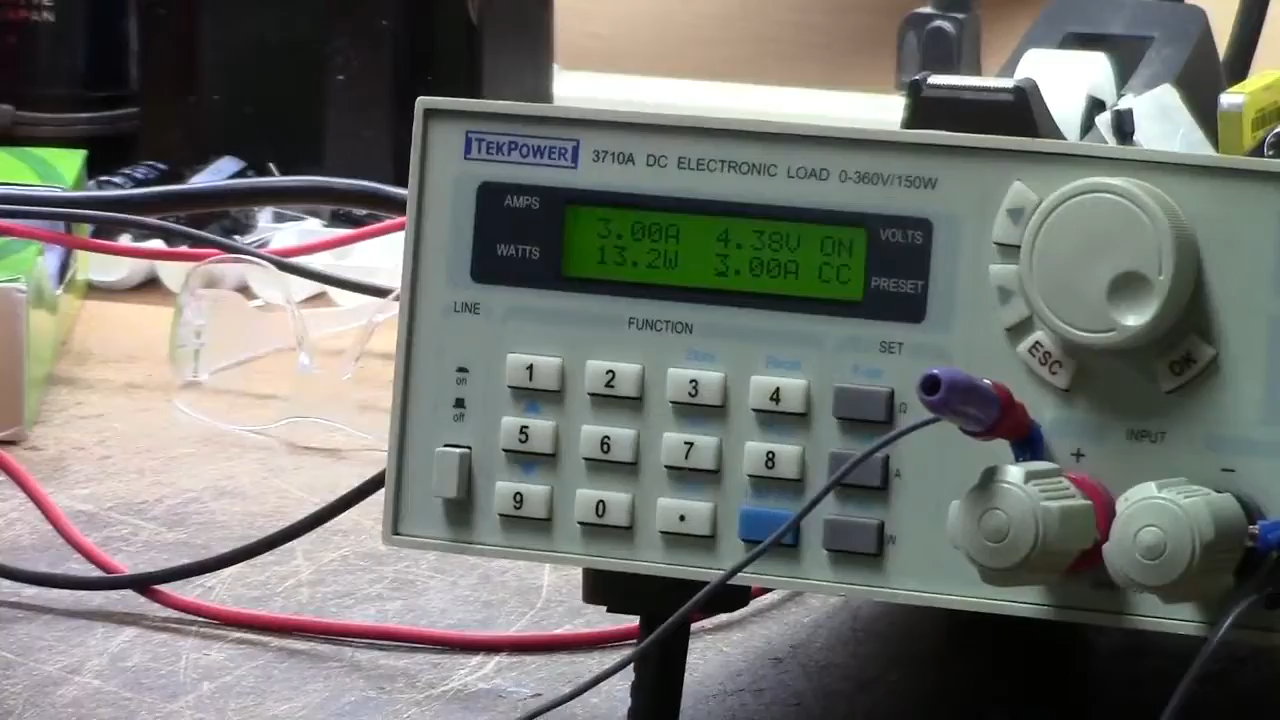 JAPAN
TEKPOWER 3710A DC ELECTRONIC LOAD 0-360V/150W
AMPS
VOLTS
3.00A 4.38V ON
13.2W 3.00A CC
WATTS
PRESET
LINE
FUNCTION
SET
ESC
OK
on
off
1 2 3 4
Ω
5 6 7 8
A
9 0 .
W
INPUT
+ −